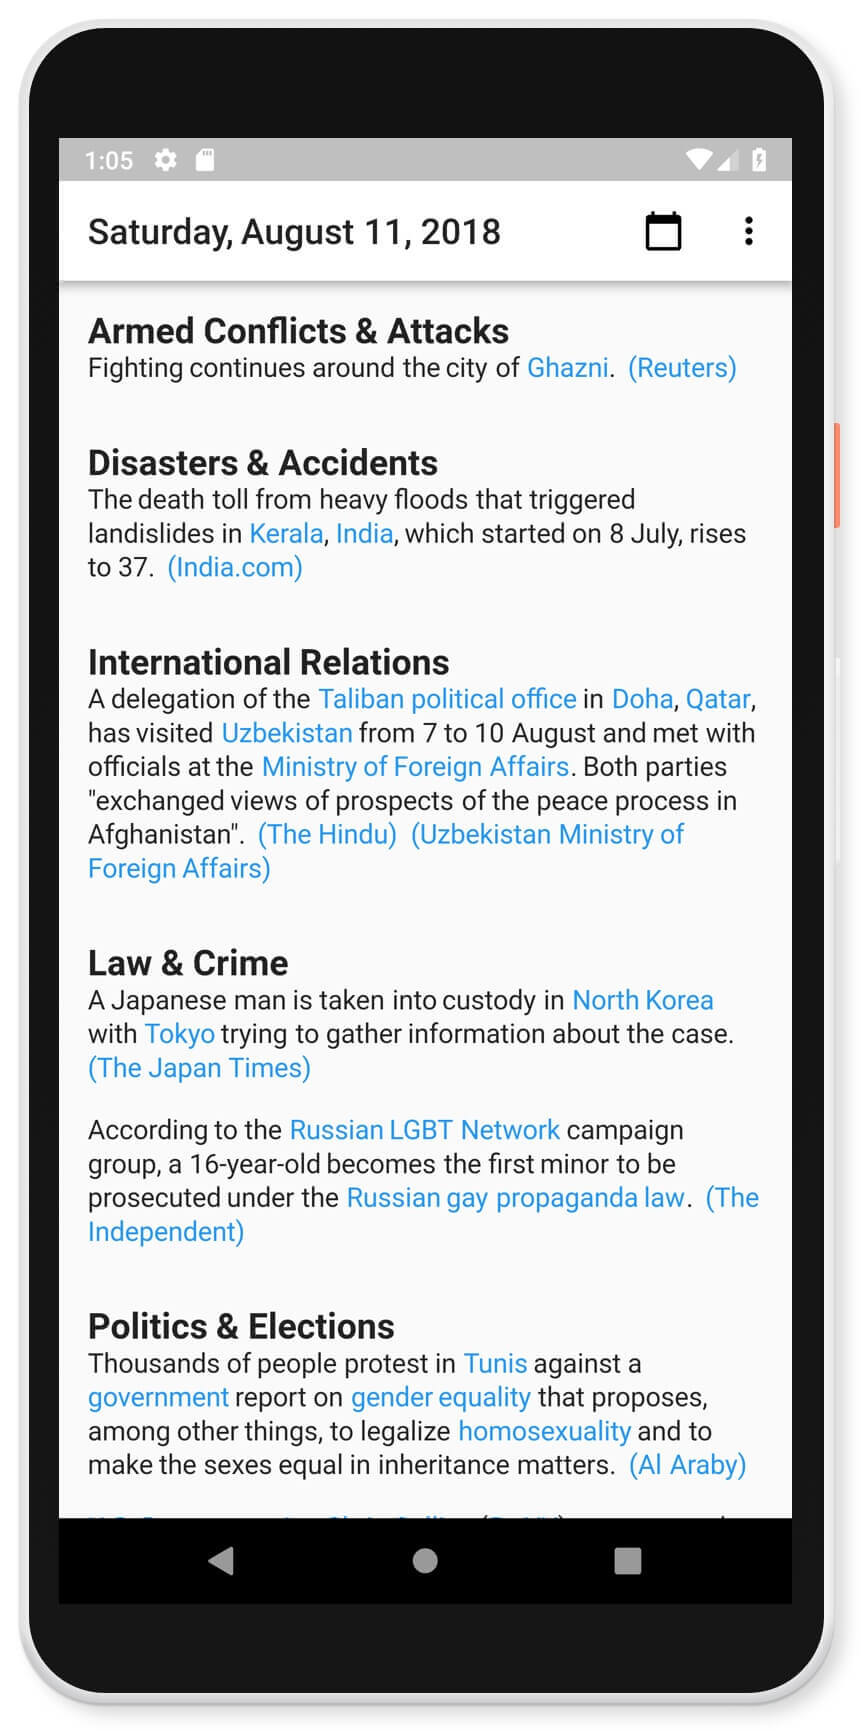 1:05
Saturday, August 11, 2018
Armed Conflicts & Attacks
Fighting continues around the city of Ghazni.  (Reuters)
Disasters & Accidents
The death toll from heavy floods that triggered
landislides in Kerala, India, which started on 8 July, rises
to 37.  (India.com)
International Relations
A delegation of the Taliban political office in Doha, Qatar,
has visited Uzbekistan from 7 to 10 August and met with
officials at the Ministry of Foreign Affairs. Both parties
"exchanged views of prospects of the peace process in
Afghanistan".  (The Hindu)  (Uzbekistan Ministry of
Foreign Affairs)
Law & Crime
A Japanese man is taken into custody in North Korea
with Tokyo trying to gather information about the case.
(The Japan Times)
According to the Russian LGBT Network campaign
group, a 16-year-old becomes the first minor to be
prosecuted under the Russian gay propaganda law.  (The
Independent)
Politics & Elections
Thousands of people protest in Tunis against a
government report on gender equality that proposes,
among other things, to legalize homosexuality and to
make the sexes equal in inheritance matters.  (Al Araby)